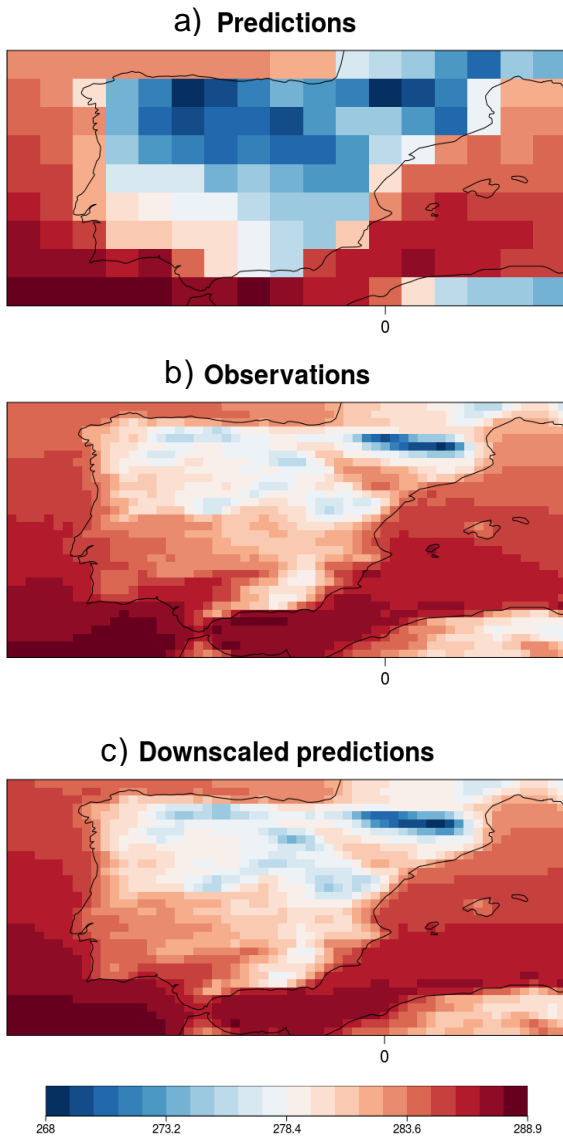 a) Predictions
0
b) Observations
0
c) Downscaled predictions
0
268 273.2 278.4 283.6 288.9